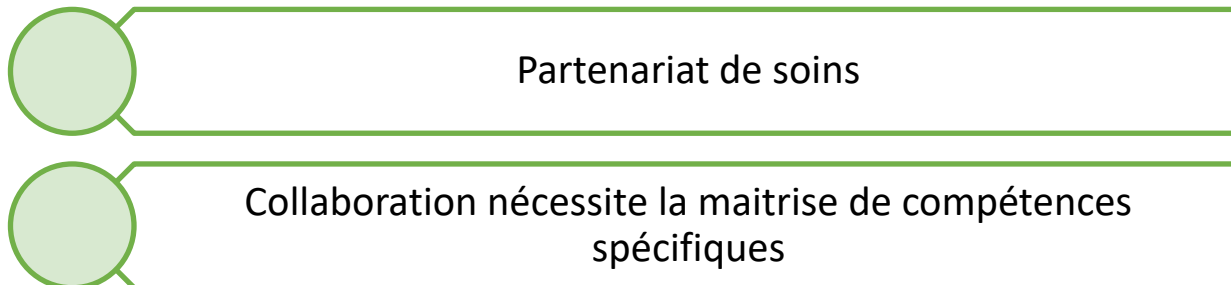 Partenariat de soins
Collaboration nécessite la maitrise de compétences
spécifiques